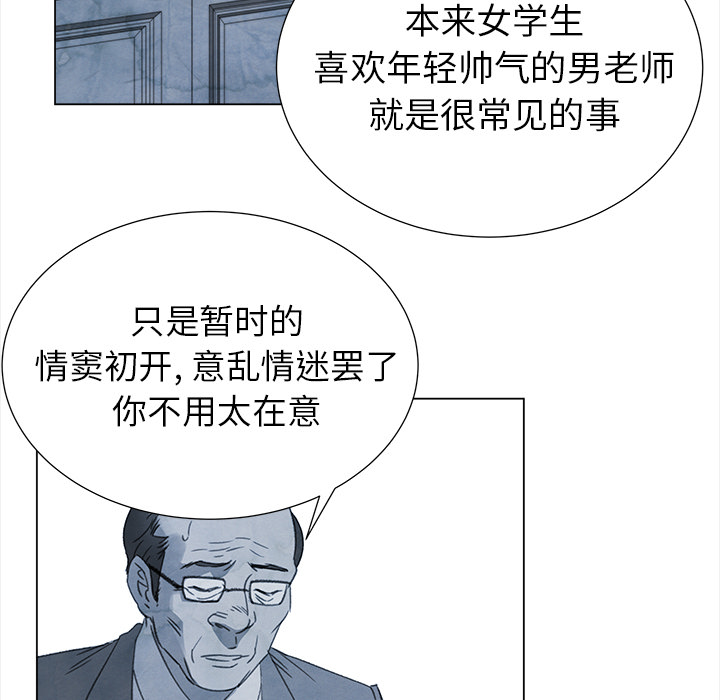 本来女学生
喜欢年轻帅气的男老师
就是很常见的事
只是暂时的
情窦初开, 意乱情迷罢了
你不用太在意